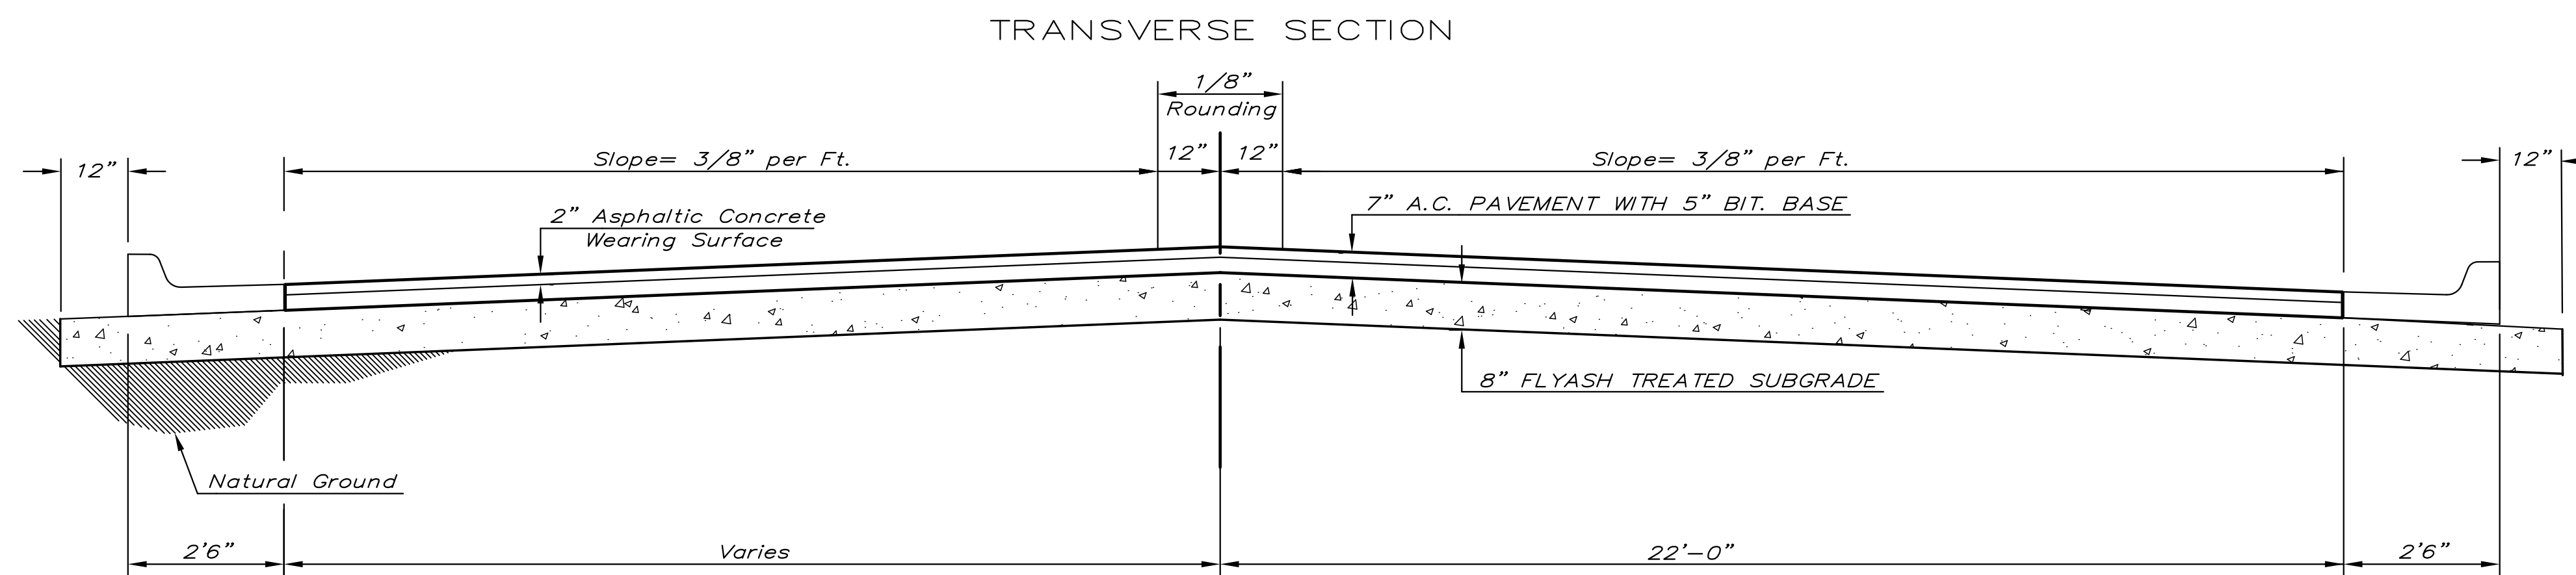 TRANSVERSE SECTION
1/8”
Rounding
12” Slope= 3/8” per Ft. 12” 12” Slope= 3/8” per Ft. 12”
2” Asphaltic Concrete
Wearing Surface
7” A.C. PAVEMENT WITH 5” BIT. BASE
8” FLYASH TREATED SUBGRADE
Natural Ground
2’6” Varies 22’–0” 2’6”